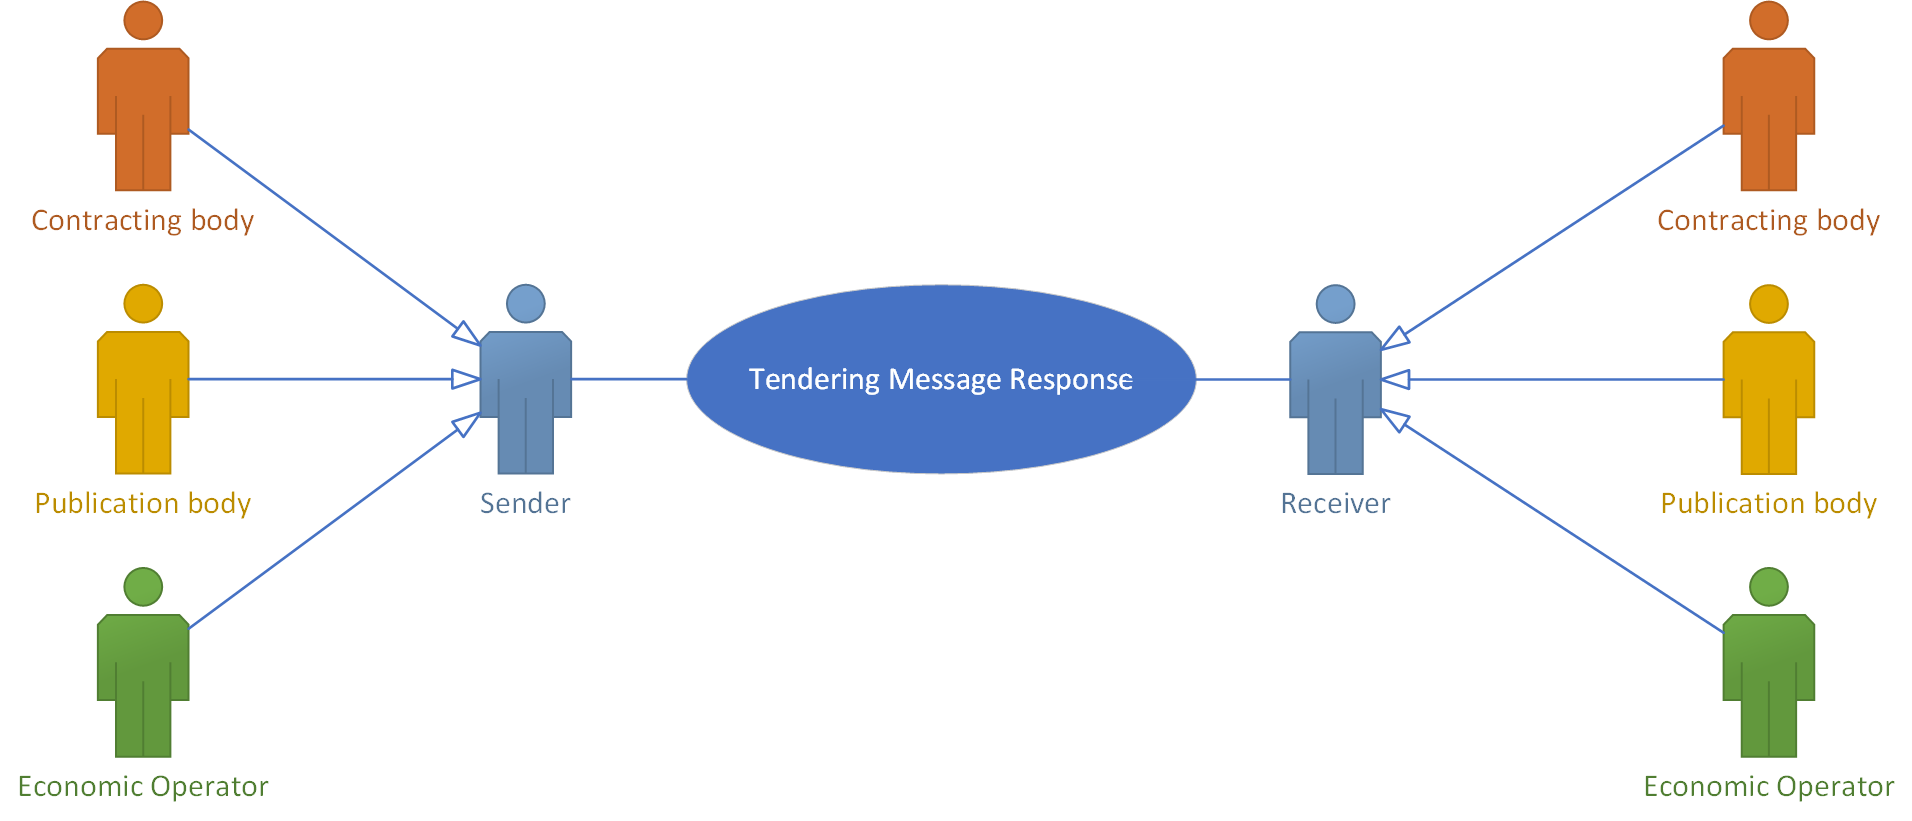 Contracting body
Contracting body
Tendering Message Response
Publication body
Sender
Receiver
Publication body
Economic Operator
Economic Operator